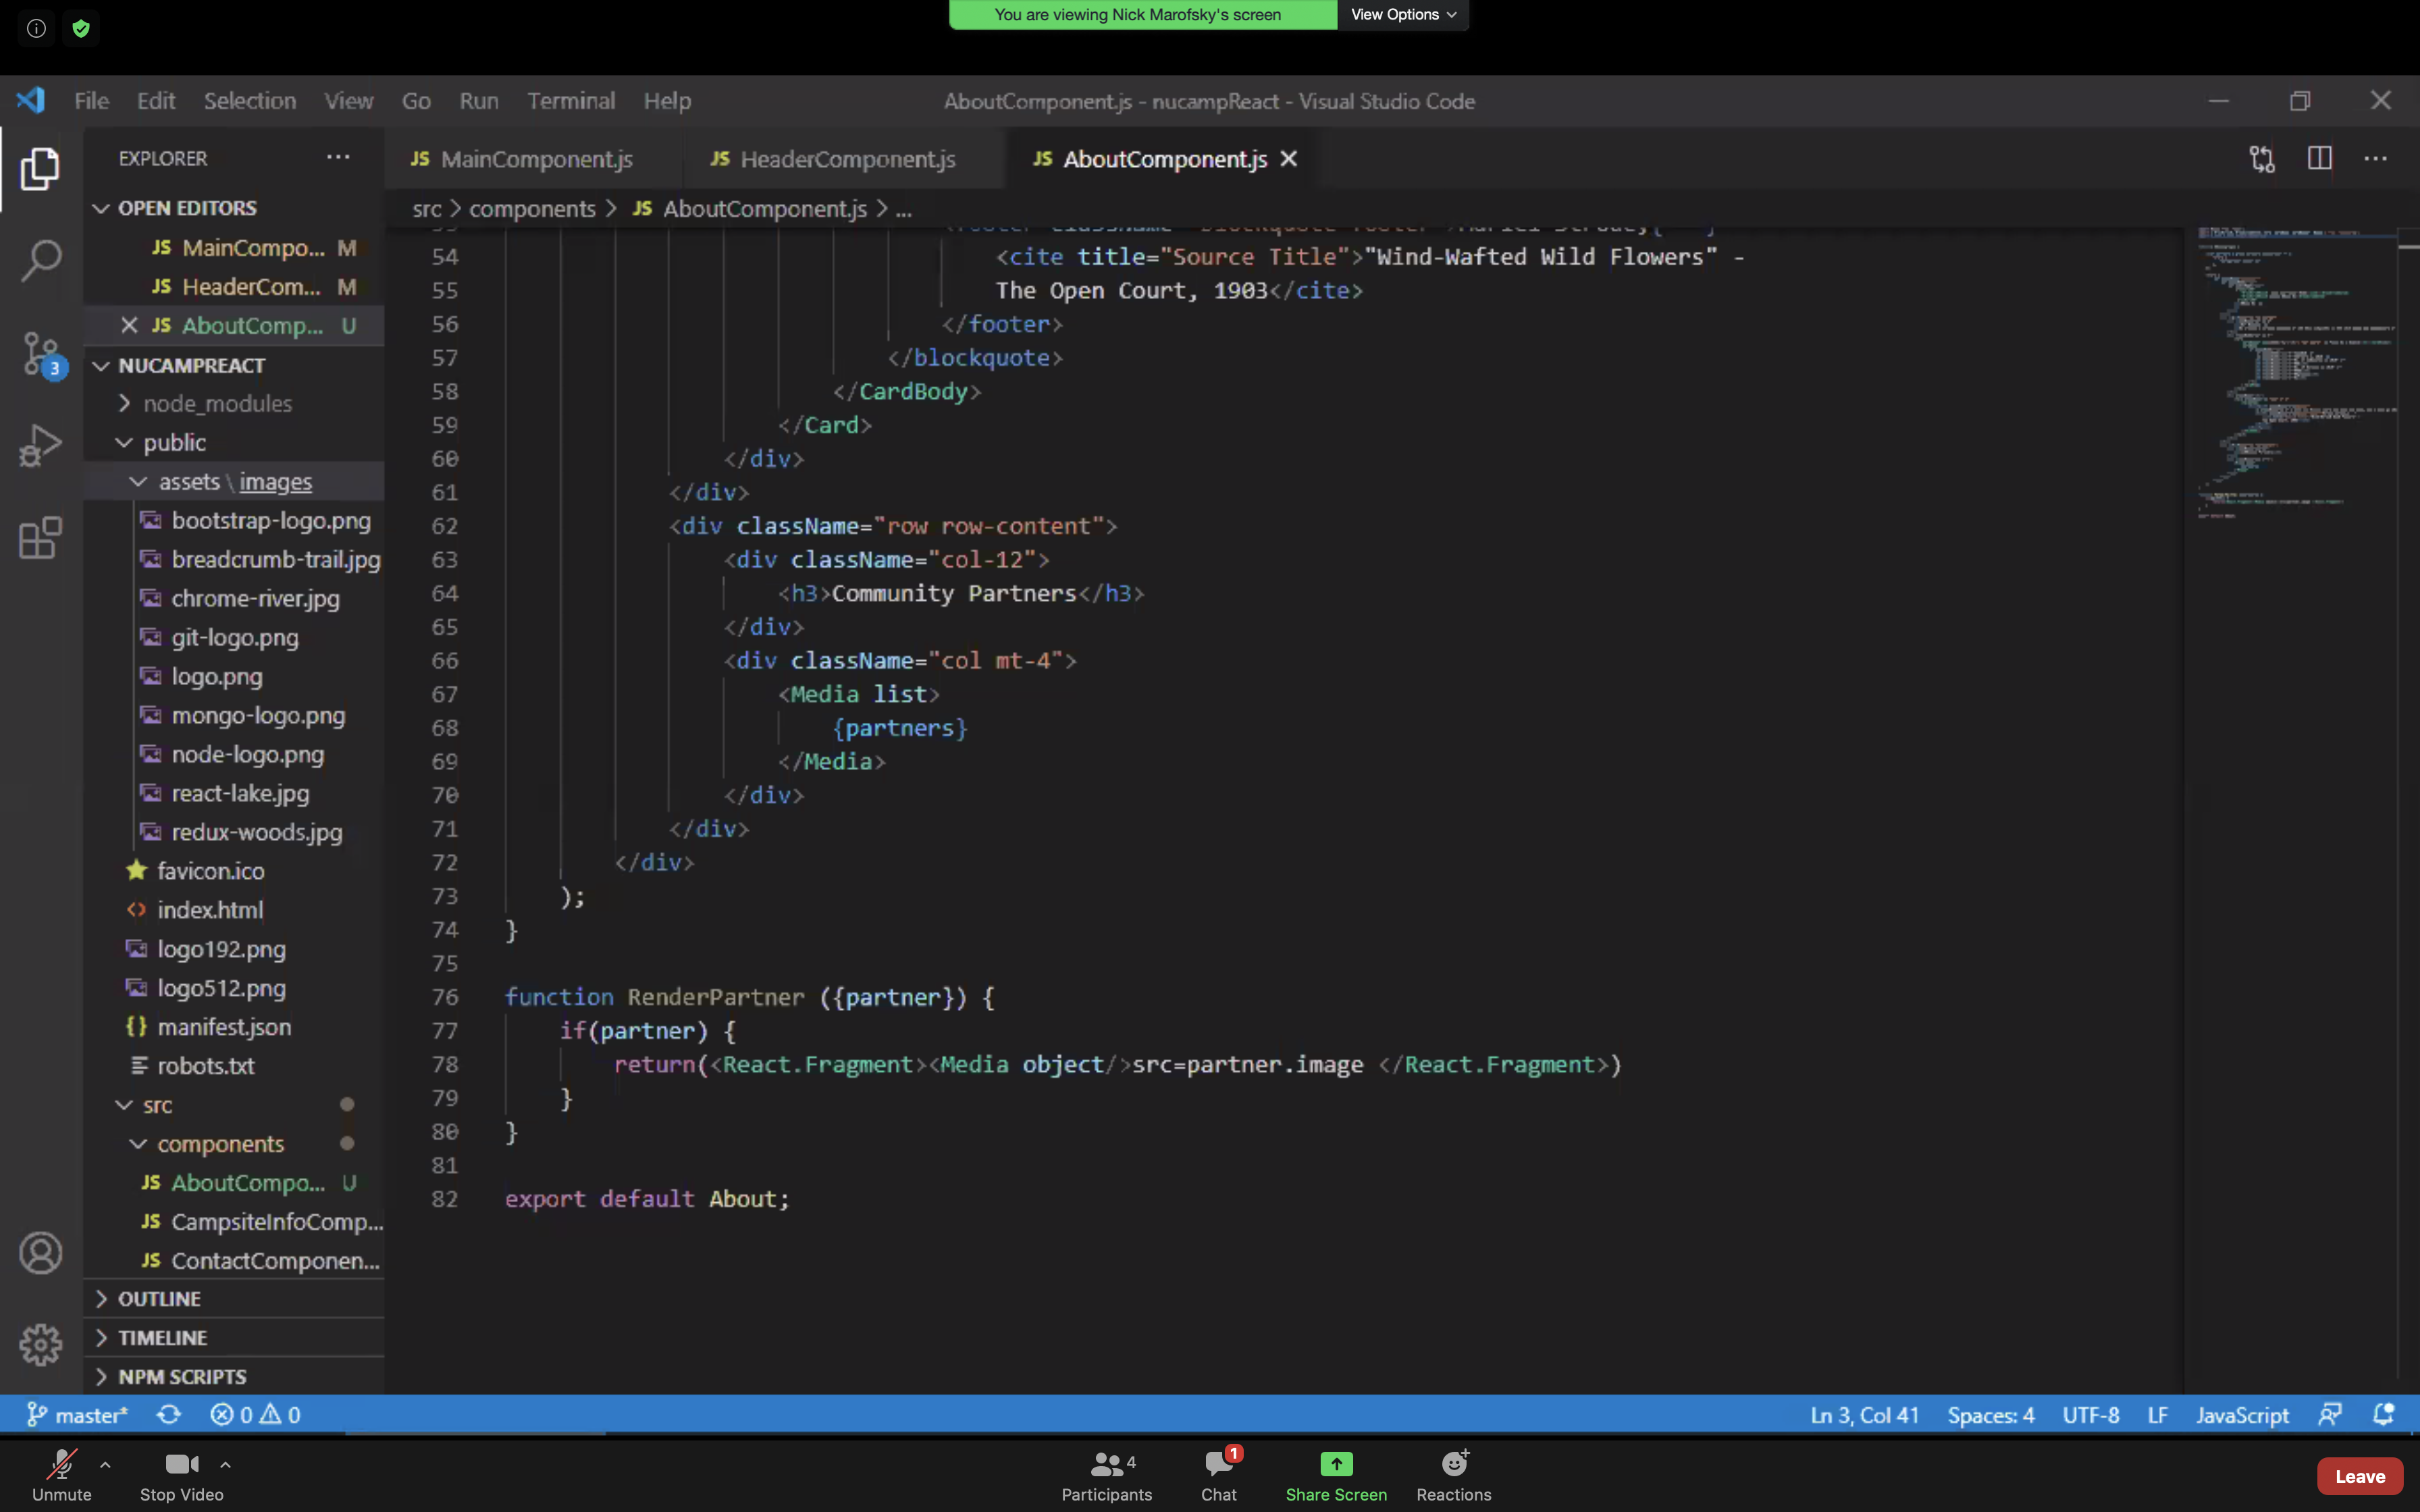 You are viewing Nick Marofsky's screen
View Options
File Edit Selection View Go Run Terminal Help
AboutComponent.js - nucampReact - Visual Studio Code
EXPLORER
OPEN EDITORS
JS MainCompo... M
JS HeaderCom... M
JS AboutComp... U
3
NUCAMPREACT
node_modules
public
assets \ images
bootstrap-logo.png
breadcrumb-trail.jpg
chrome-river.jpg
git-logo.png
logo.png
mongo-logo.png
node-logo.png
react-lake.jpg
redux-woods.jpg
favicon.ico
index.html
logo192.png
logo512.png
manifest.json
robots.txt
src
components
JS AboutCompo... U
JS CampsiteInfoComp...
JS ContactComponen...
OUTLINE
TIMELINE
NPM SCRIPTS
JS MainComponent.js
JS HeaderComponent.js
JS AboutComponent.js
src > components > JS AboutComponent.js > ...
54 <cite title="Source Title">"Wind-Wafted Wild Flowers" -
55 The Open Court, 1903</cite>
56 </footer>
57 </blockquote>
58 </CardBody>
59 </Card>
60 </div>
61 </div>
62 <div className="row row-content">
63 <div className="col-12">
64 <h3>Community Partners</h3>
65 </div>
66 <div className="col mt-4">
67 <Media list>
68 {partners}
69 </Media>
70 </div>
71 </div>
72 </div>
73 );
74 }
75
76 function RenderPartner ({partner}) {
77 if(partner) {
78 return(<React.Fragment><Media object/>src=partner.image </React.Fragment>)
79 }
80 }
81
82 export default About;
master* 0 0
Ln 3, Col 41 Spaces: 4 UTF-8 LF JavaScript
Unmute
Stop Video
4
Participants
1
Chat
Share Screen
Reactions
Leave